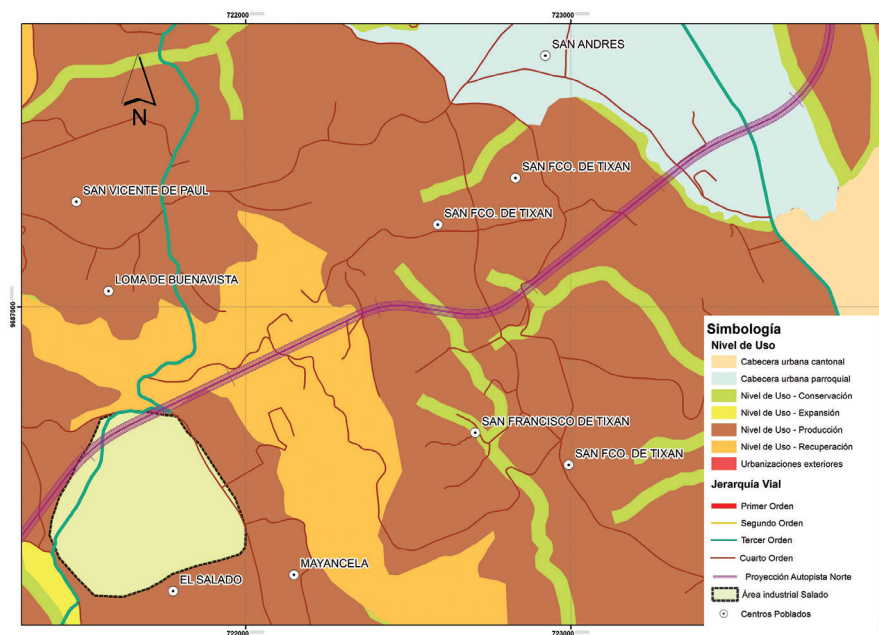 722000
723000
SAN ANDRES
N
SAN FCO. DE TIXAN
SAN VICENTE DE PAUL
SAN FCO. DE TIXAN
LOMA DE BUENAVISTA
9687000
SAN FRANCISCO DE TIXAN
SAN FCO. DE TIXAN
MAYANCELA
EL SALADO
722000
723000
Simbología
Nivel de Uso
Cabecera urbana cantonal
Cabecera urbana parroquial
Nivel de Uso - Conservación
Nivel de Uso - Expansión
Nivel de Uso - Producción
Nivel de Uso - Recuperación
Urbanizaciones exteriores
Jerarquía Vial
Primer Orden
Segundo Orden
Tercer Orden
Cuarto Orden
Proyección Autopista Norte
Área industrial Salado
Centros Poblados